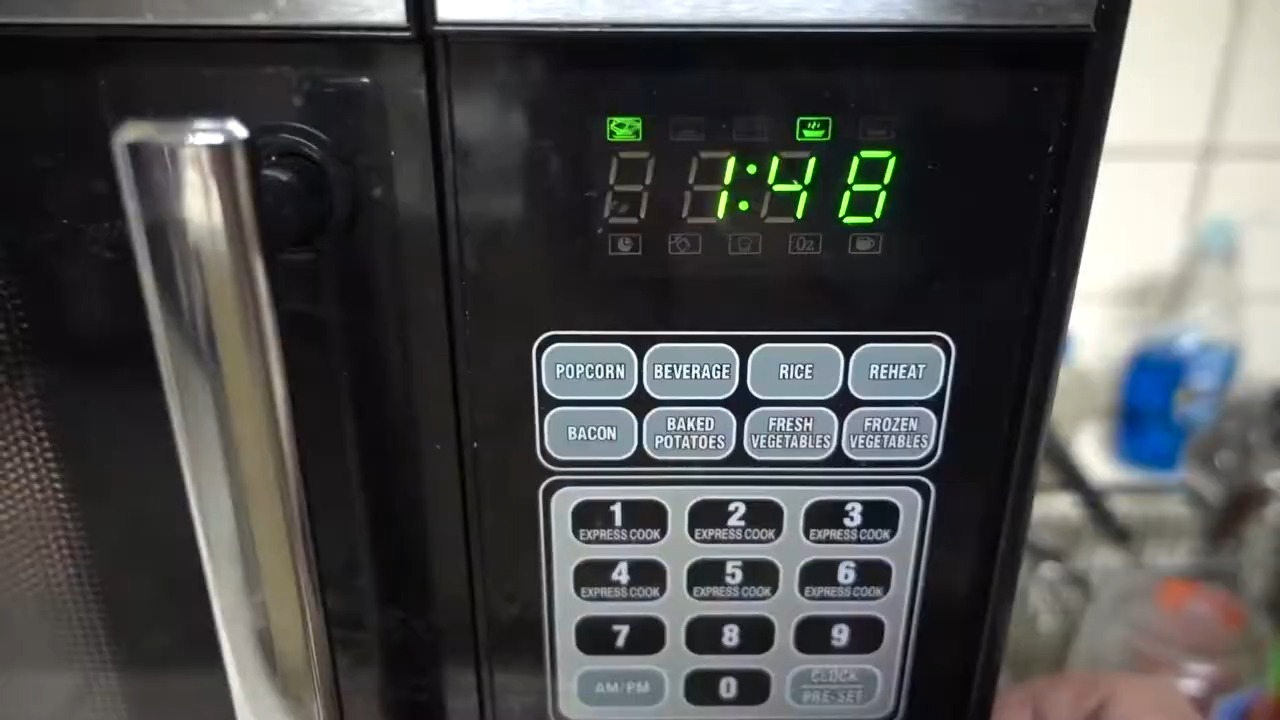 1:48
Oz
POPCORN BEVERAGE RICE REHEAT
BACON BAKED POTATOES FRESH VEGETABLES FROZEN VEGETABLES
1 EXPRESS COOK 2 EXPRESS COOK 3 EXPRESS COOK
4 EXPRESS COOK 5 EXPRESS COOK 6 EXPRESS COOK
7 8 9
AM/PM 0 CLOCK PRE-SET